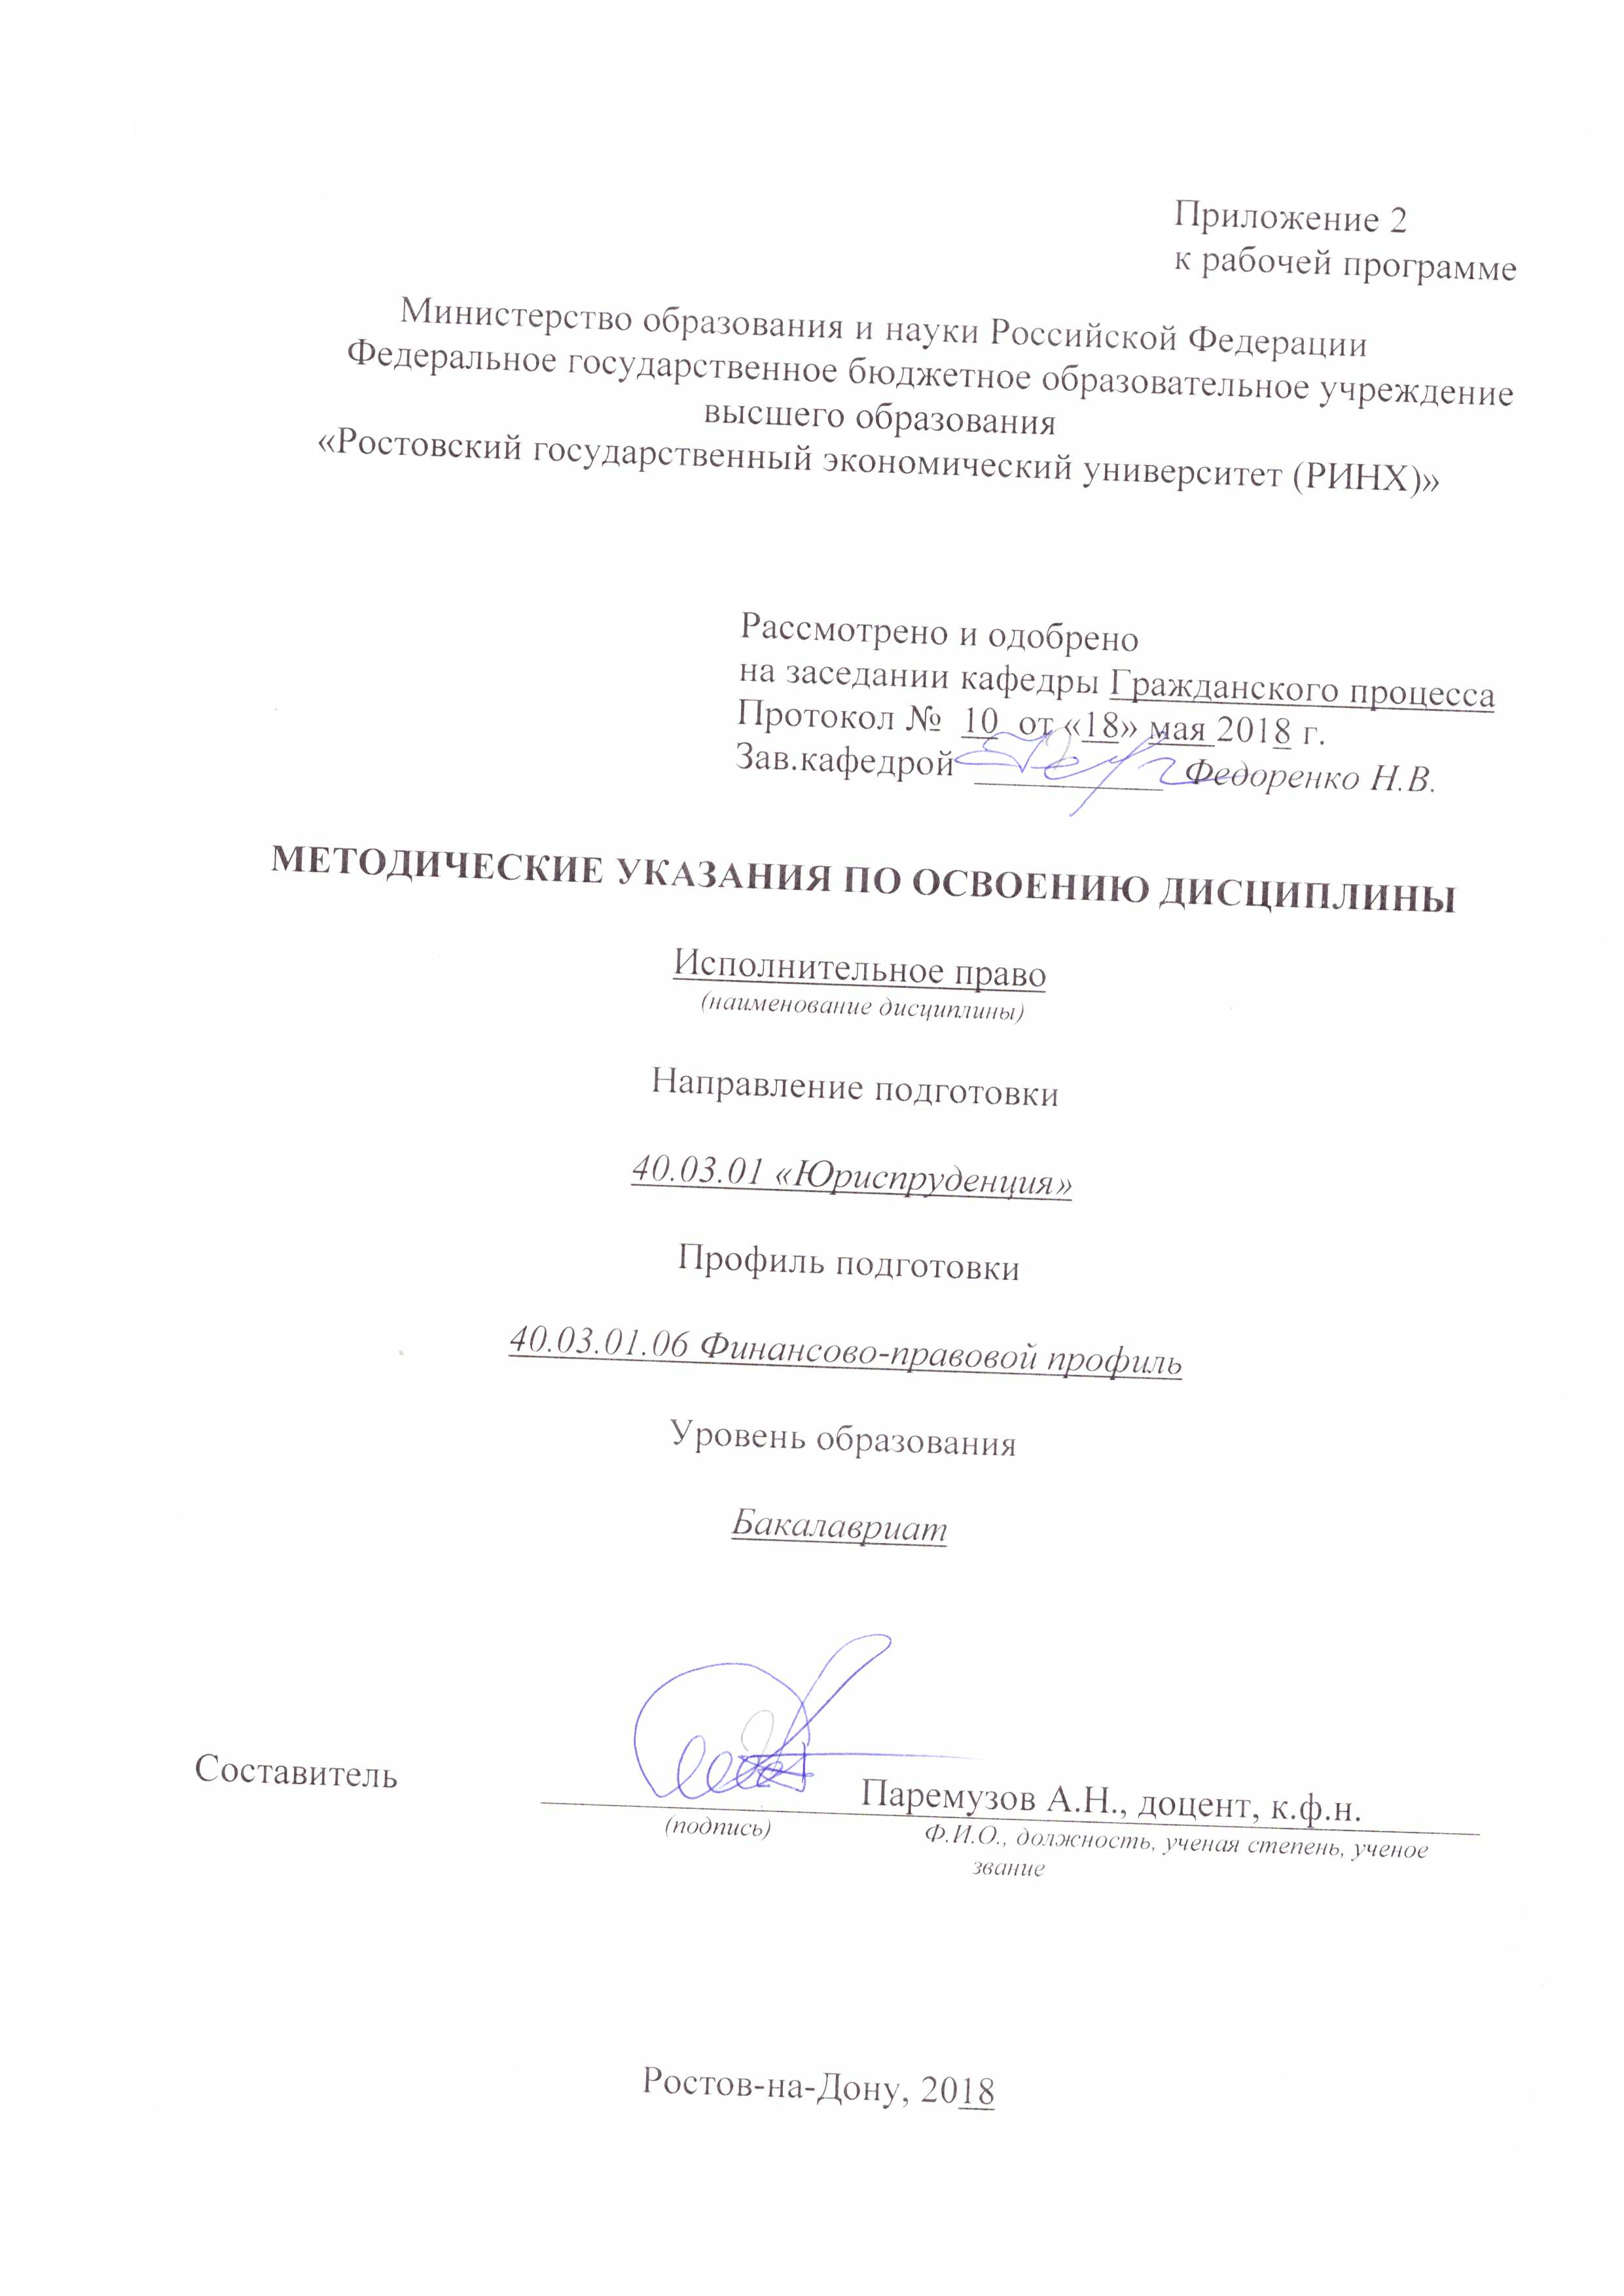 Приложение 2
к рабочей программе
Министерство образования и науки Российской Федерации
Федеральное государственное бюджетное образовательное учреждение
высшего образования
«Ростовский государственный экономический университет (РИНХ)»
Рассмотрено и одобрено
на заседании кафедры Гражданского процесса
Протокол № 10 от «18» мая 2018 г.
Зав.кафедрой Федоренко Н.В.
МЕТОДИЧЕСКИЕ УКАЗАНИЯ ПО ОСВОЕНИЮ ДИСЦИПЛИНЫ
Исполнительное право
(наименование дисциплины)
Направление подготовки
40.03.01 «Юриспруденция»
Профиль подготовки
40.03.01.06 Финансово-правовой профиль
Уровень образования
Бакалавриат
Составитель Паремузов А.Н., доцент, к.ф.н.
(подпись) Ф.И.О., должность, ученая степень, ученое
звание
Ростов-на-Дону, 2018